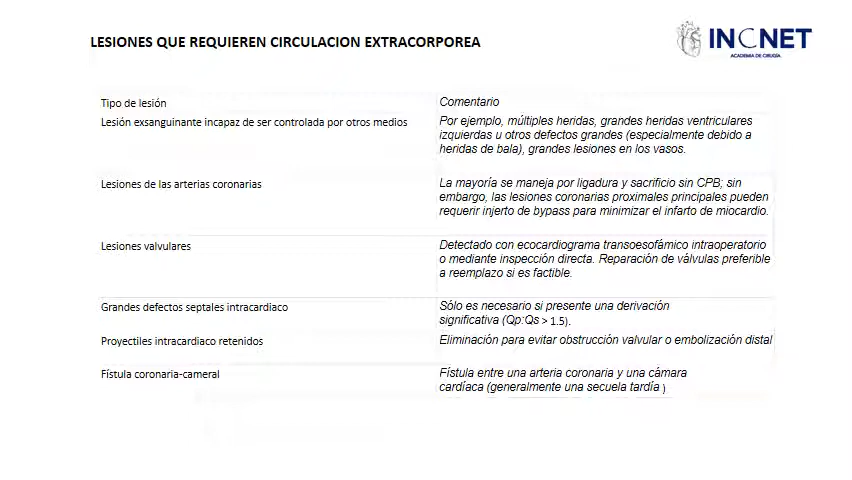 LESIONES QUE REQUIEREN CIRCULACION EXTRACORPOREA
INCNET
ACADEMIA DE CIRUGÍA
Tipo de lesión
Comentario
Lesión exsanguinante incapaz de ser controlada por otros medios
Por ejemplo, múltiples heridas, grandes heridas ventriculares
izquierdas u otros defectos grandes (especialmente debido a
heridas de bala), grandes lesiones en los vasos.
Lesiones de las arterias coronarias
La mayoría se maneja por ligadura y sacrificio sin CPB; sin
embargo, las lesiones coronarias proximales principales pueden
requerir injerto de bypass para minimizar el infarto de miocardio.
Lesiones valvulares
Detectado con ecocardiograma transoesofámico intraoperatorio
o mediante inspección directa. Reparación de válvulas preferible
a reemplazo si es factible.
Grandes defectos septales intracardiaco
Sólo es necesario si presente una derivación
significativa (Qp:Qs > 1.5).
Proyectiles intracardiaco retenidos
Eliminación para evitar obstrucción valvular o embolización distal
Fístula coronaria-cameral
Fístula entre una arteria coronaria y una cámara
cardíaca (generalmente una secuela tardía )